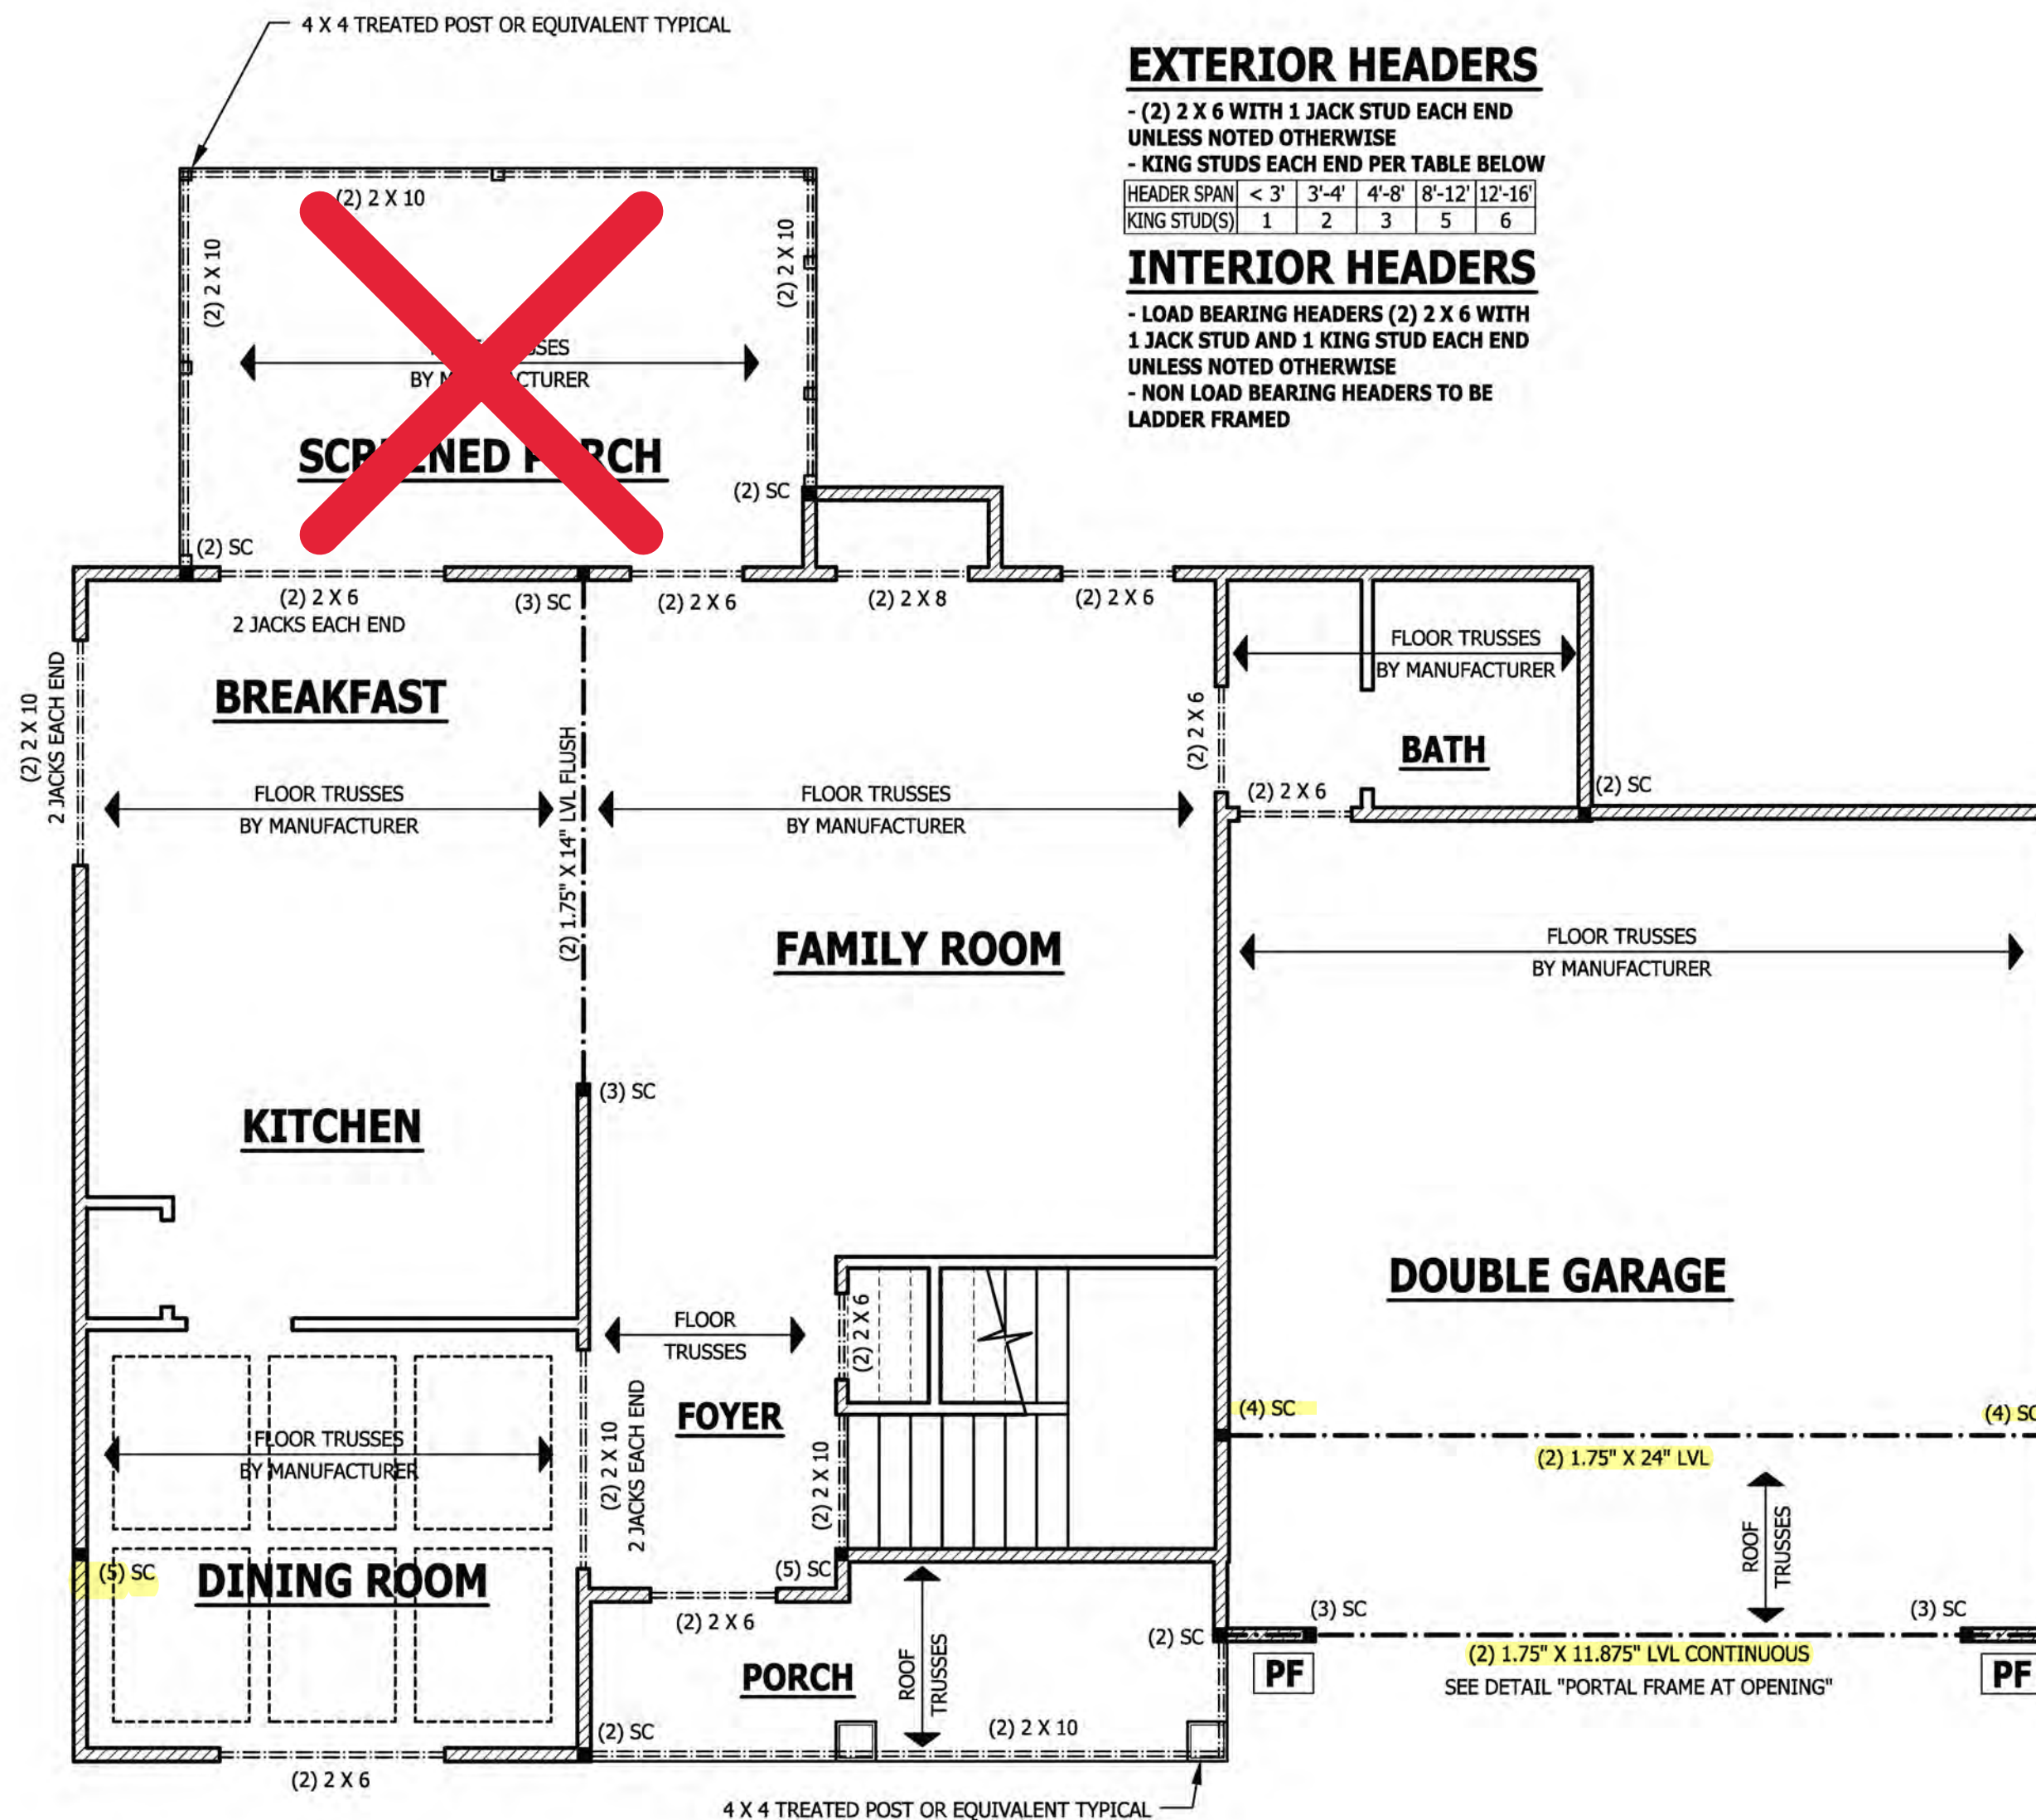 4 X 4 TREATED POST OR EQUIVALENT TYPICAL
EXTERIOR HEADERS
- (2) 2 X 6 WITH 1 JACK STUD EACH END
UNLESS NOTED OTHERWISE
- KING STUDS EACH END PER TABLE BELOW
HEADER SPAN < 3' 3'-4' 4'-8' 8'-12' 12'-16'
KING STUD(S) 1 2 3 5 6
INTERIOR HEADERS
- LOAD BEARING HEADERS (2) 2 X 6 WITH
1 JACK STUD AND 1 KING STUD EACH END
UNLESS NOTED OTHERWISE
- NON LOAD BEARING HEADERS TO BE
LADDER FRAMED
(2) 2 X 10
(2) 2 X 10
(2) 2 X 10
BY
SCREENED PORCH
(2) SC
(2) SC
(2) 2 X 6
2 JACKS EACH END
(3) SC
(2) 2 X 6
(2) 2 X 8
(2) 2 X 6
FLOOR TRUSSES
BY MANUFACTURER
(2) 2 X 10
2 JACKS EACH END
BREAKFAST
(2) 2 X 6
BATH
(2) 2 X 6
(2) SC
FLOOR TRUSSES
BY MANUFACTURER
(2) 1.75" X 14" LVL FLUSH
FLOOR TRUSSES
BY MANUFACTURER
FAMILY ROOM
FLOOR TRUSSES
BY MANUFACTURER
(3) SC
KITCHEN
DOUBLE GARAGE
FLOOR
TRUSSES
(2) 2 X 6
FOYER
(4) SC
(4) SC
(2) 1.75" X 24" LVL
FLOOR TRUSSES
BY MANUFACTURER
(2) 2 X 10
2 JACKS EACH END
(2) 2 X 10
ROOF
TRUSSES
(5) SC
DINING ROOM
(5) SC
(2) 2 X 6
(3) SC
(3) SC
(2) SC
(2) 1.75" X 11.875" LVL CONTINUOUS
SEE DETAIL "PORTAL FRAME AT OPENING"
PF
PF
PORCH
ROOF
TRUSSES
(2) SC
(2) 2 X 10
(2) 2 X 6
4 X 4 TREATED POST OR EQUIVALENT TYPICAL